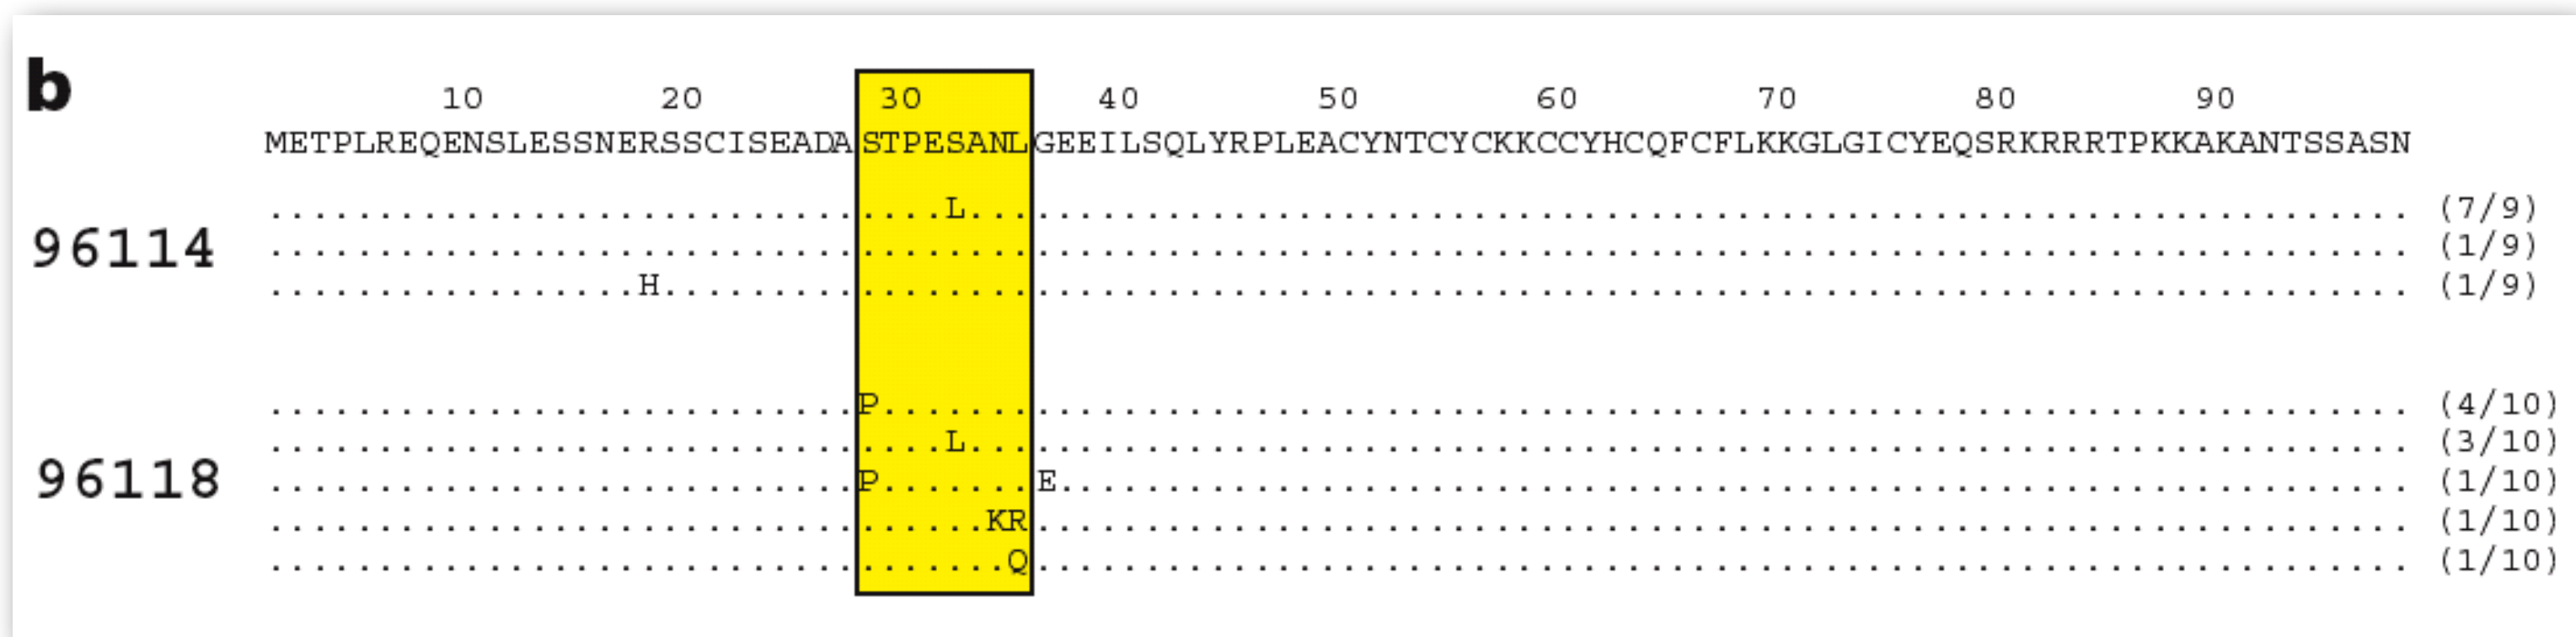 b
10 20 30 40 50 60 70 80 90
METPLREQENSLESSNERSSCISEADASTPESANLGEEILSQLYRPLEACYNTCYCKKCCYHCQFCFLKKGLGICYEQSRKRRRTPKKAKANTSSASN
96114
...............................L.................................................................. (7/9)
.................................................................................................. (1/9)
.................H................................................................................ (1/9)
96118
...........................P...................................................................... (4/10)
...............................L.................................................................. (3/10)
...........................P.......E.............................................................. (1/10)
.................................KR............................................................... (1/10)
..................................Q............................................................... (1/10)